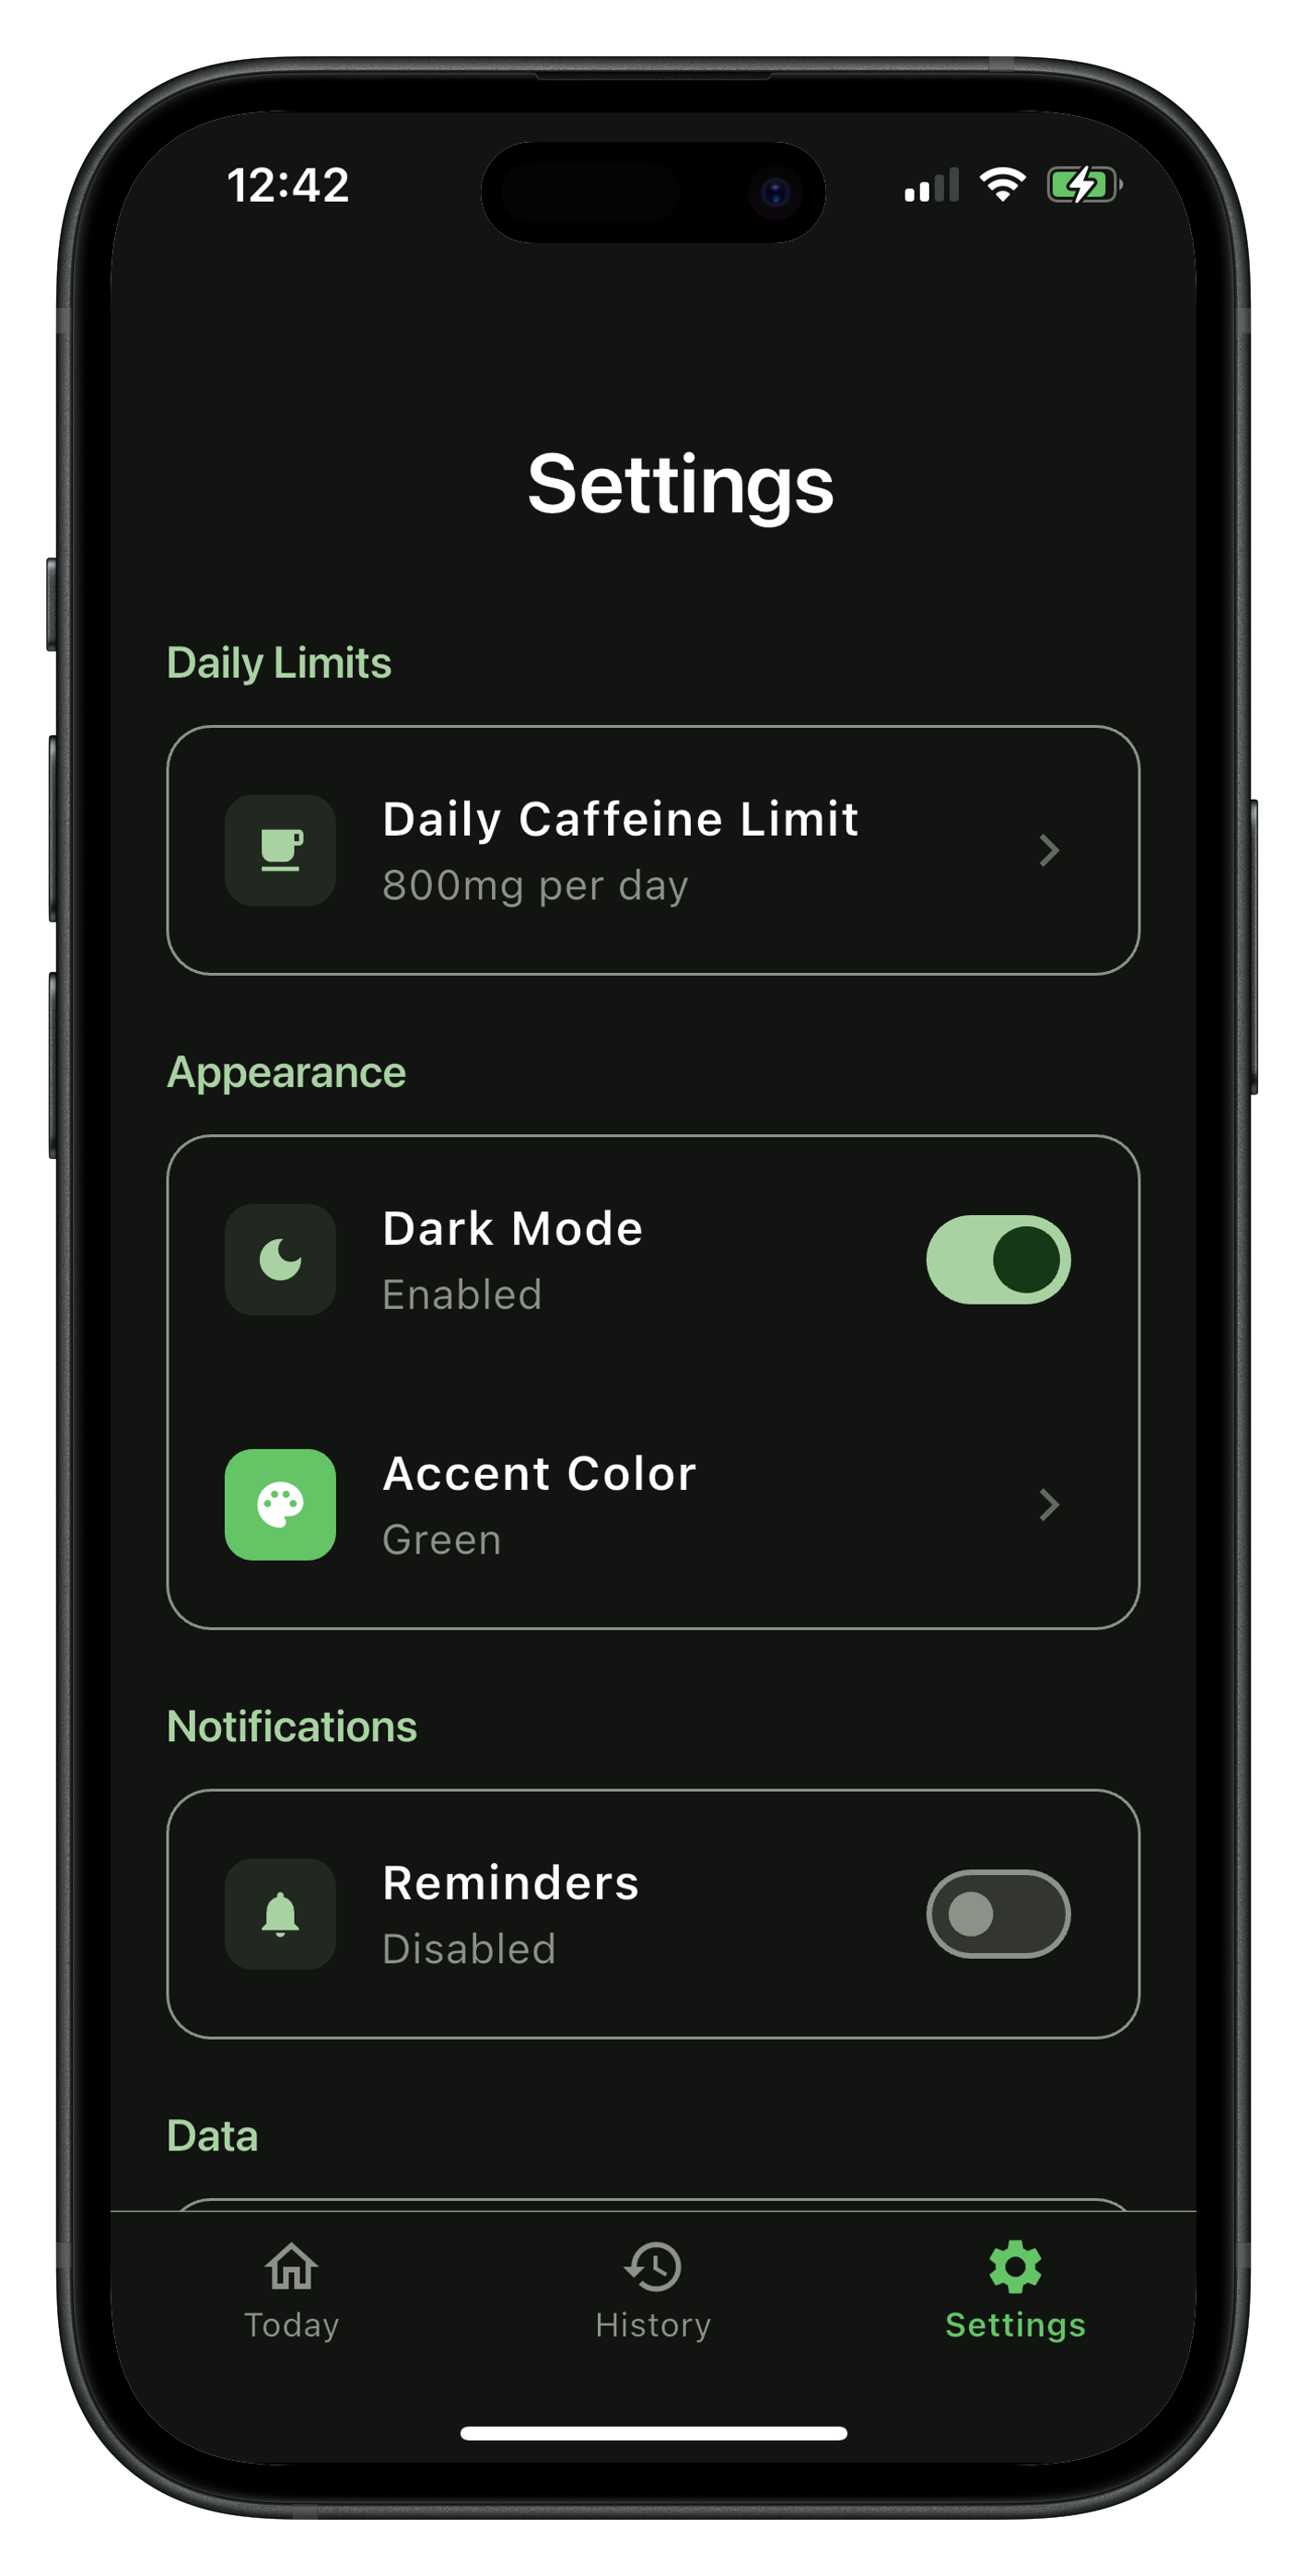 12:42
Settings
Daily Limits
Daily Caffeine Limit
800mg per day
Appearance
Dark Mode
Enabled
Accent Color
Green
Notifications
Reminders
Disabled
Data
Today
History
Settings